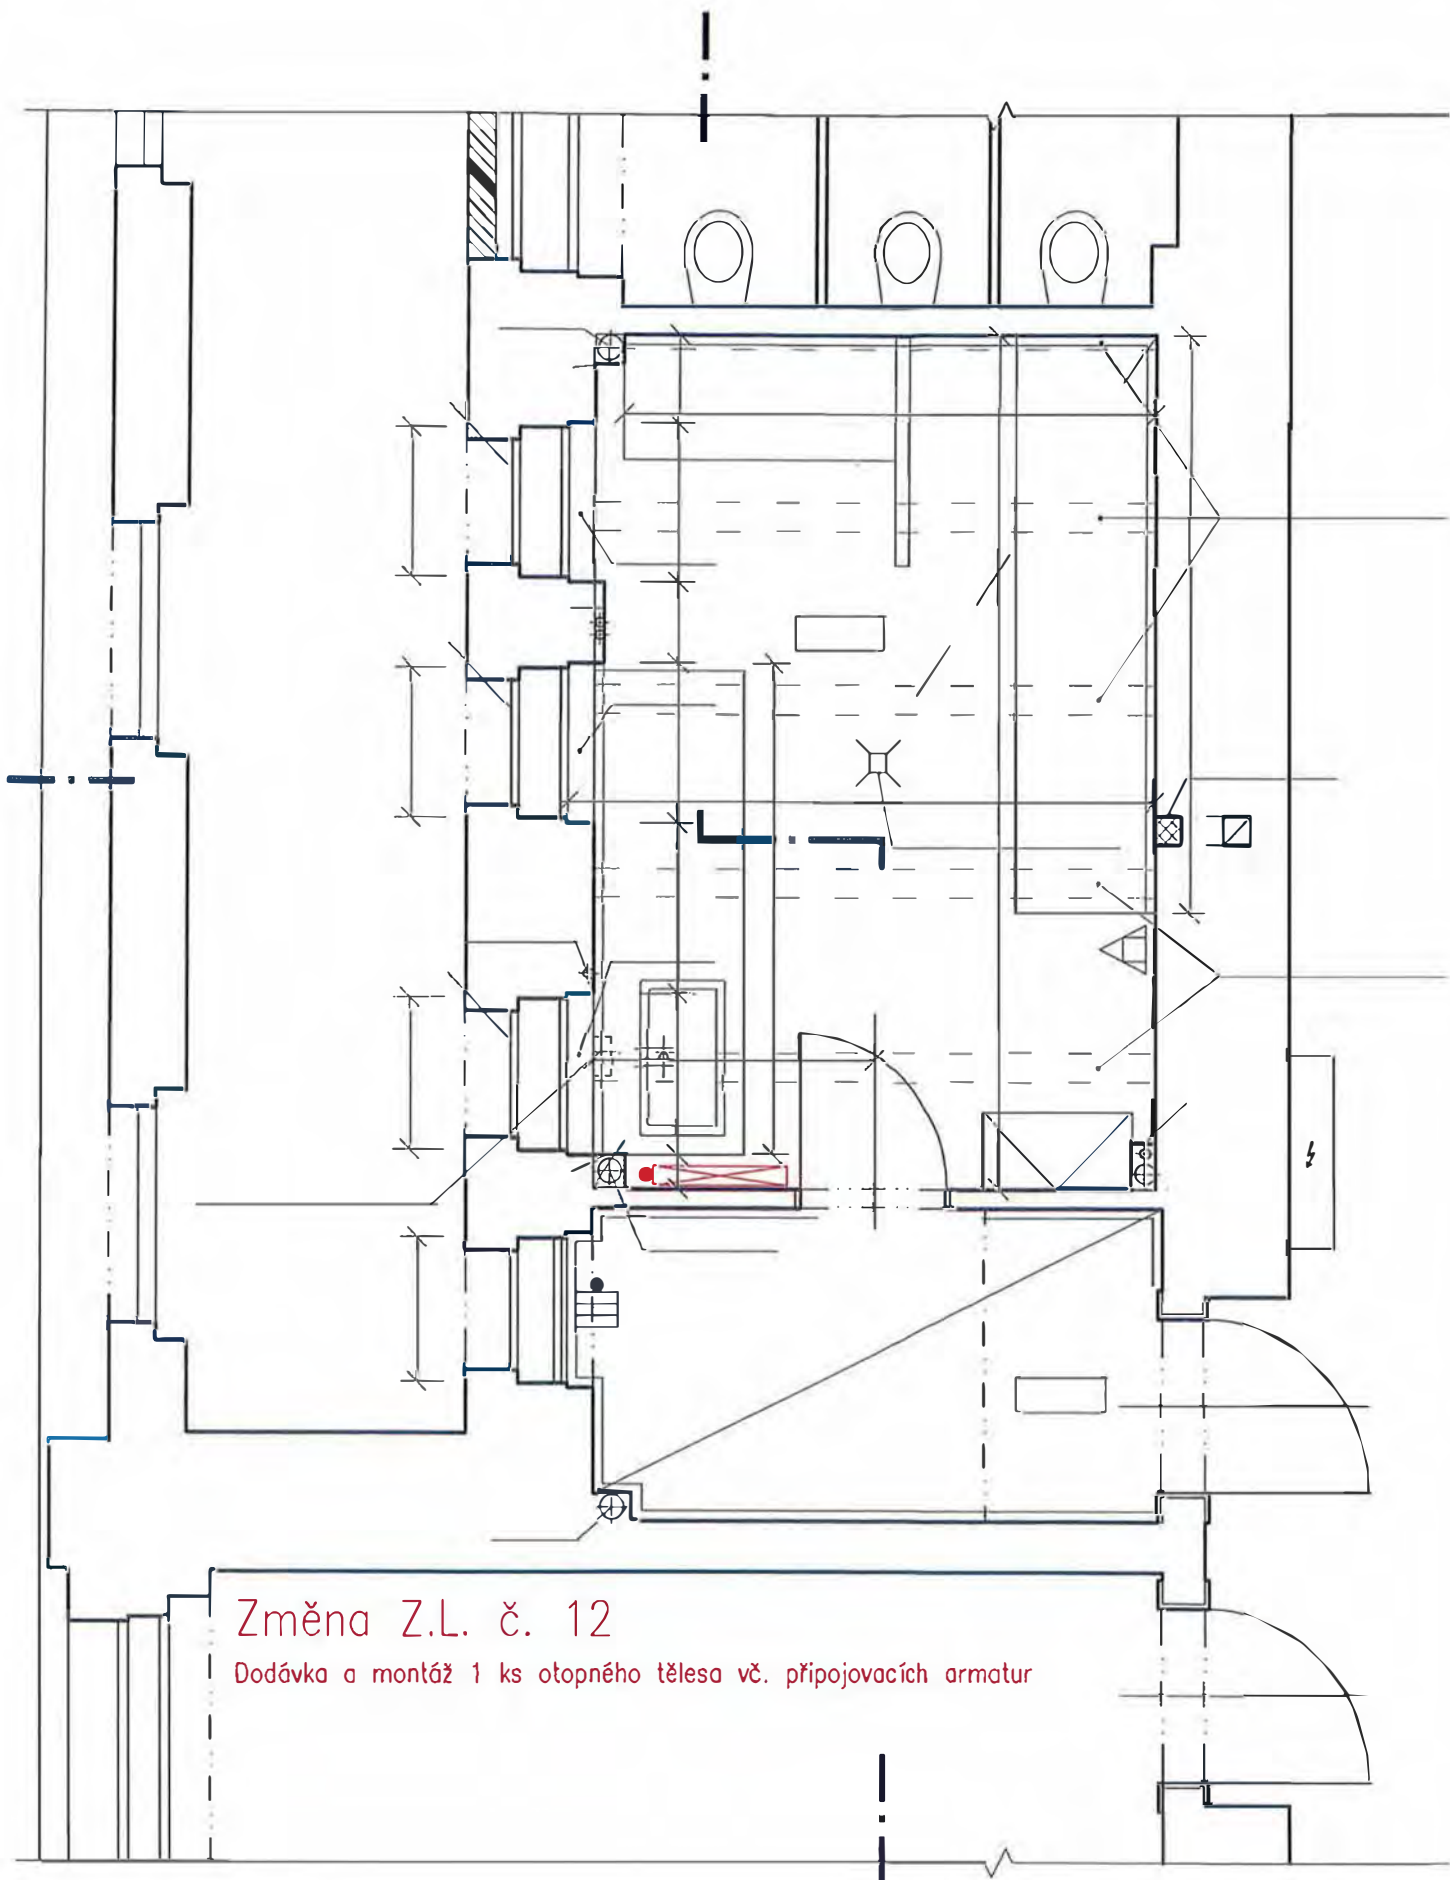 Změna Z.L. č. 12
Dodávka a montáž 1 ks otopného tělesa vč. připojovacích armatur